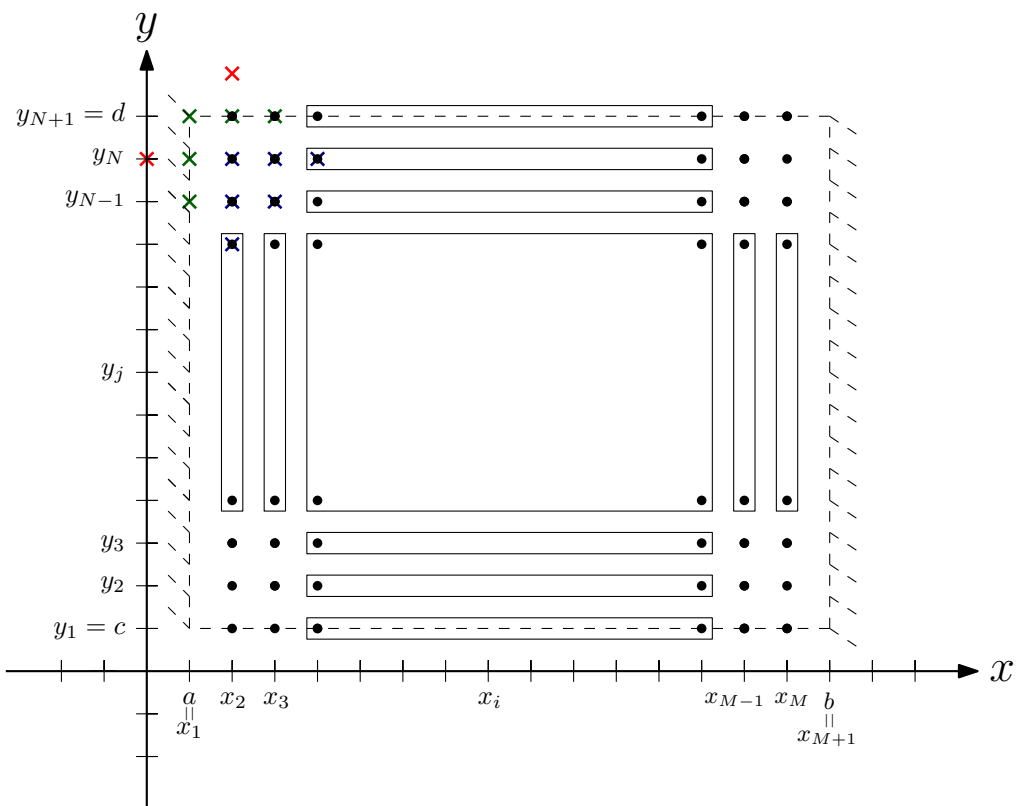 y
y_{N+1} = d
y_N
y_{N-1}
y_j
y_3
y_2
y_1 = c
x
a x_2 x_3 x_i x_{M-1} x_M b
=
x_1
=
x_{M+1}